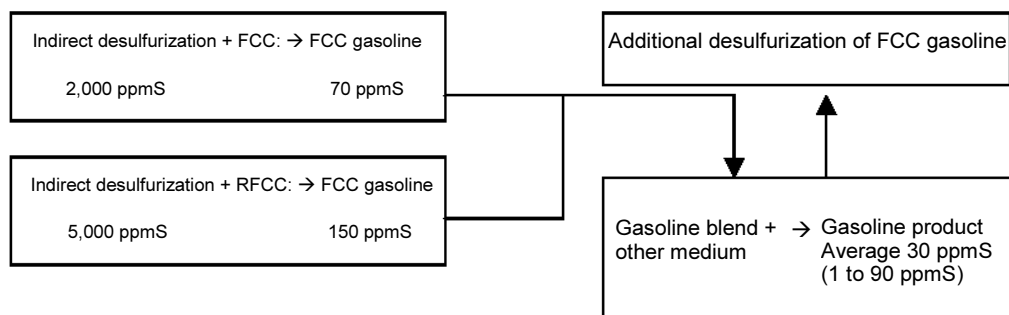 Indirect desulfurization + FCC: → FCC gasoline
2,000 ppmS 70 ppmS
Indirect desulfurization + RFCC: → FCC gasoline
5,000 ppmS 150 ppmS
Additional desulfurization of FCC gasoline
Gasoline blend + → Gasoline product
other medium Average 30 ppmS
(1 to 90 ppmS)